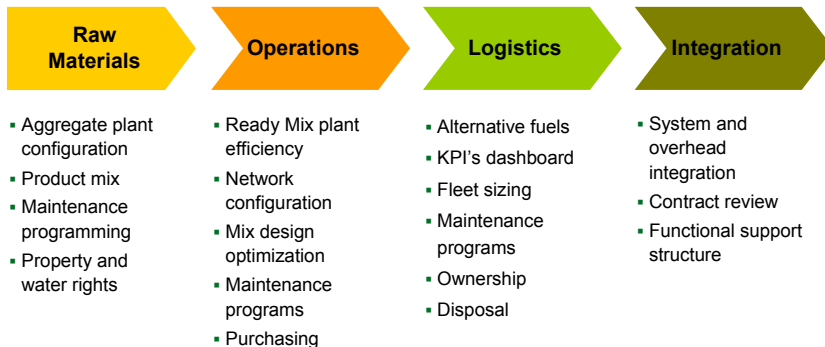 Raw
Materials
Operations
Logistics
Integration
▪ Aggregate plant
configuration
▪ Product mix
▪ Maintenance
programming
▪ Property and
water rights
▪ Ready Mix plant
efficiency
▪ Network
configuration
▪ Mix design
optimization
▪ Maintenance
programs
▪ Purchasing
▪ Alternative fuels
▪ KPI's dashboard
▪ Fleet sizing
▪ Maintenance
programs
▪ Ownership
▪ Disposal
▪ System and
overhead
integration
▪ Contract review
▪ Functional support
structure